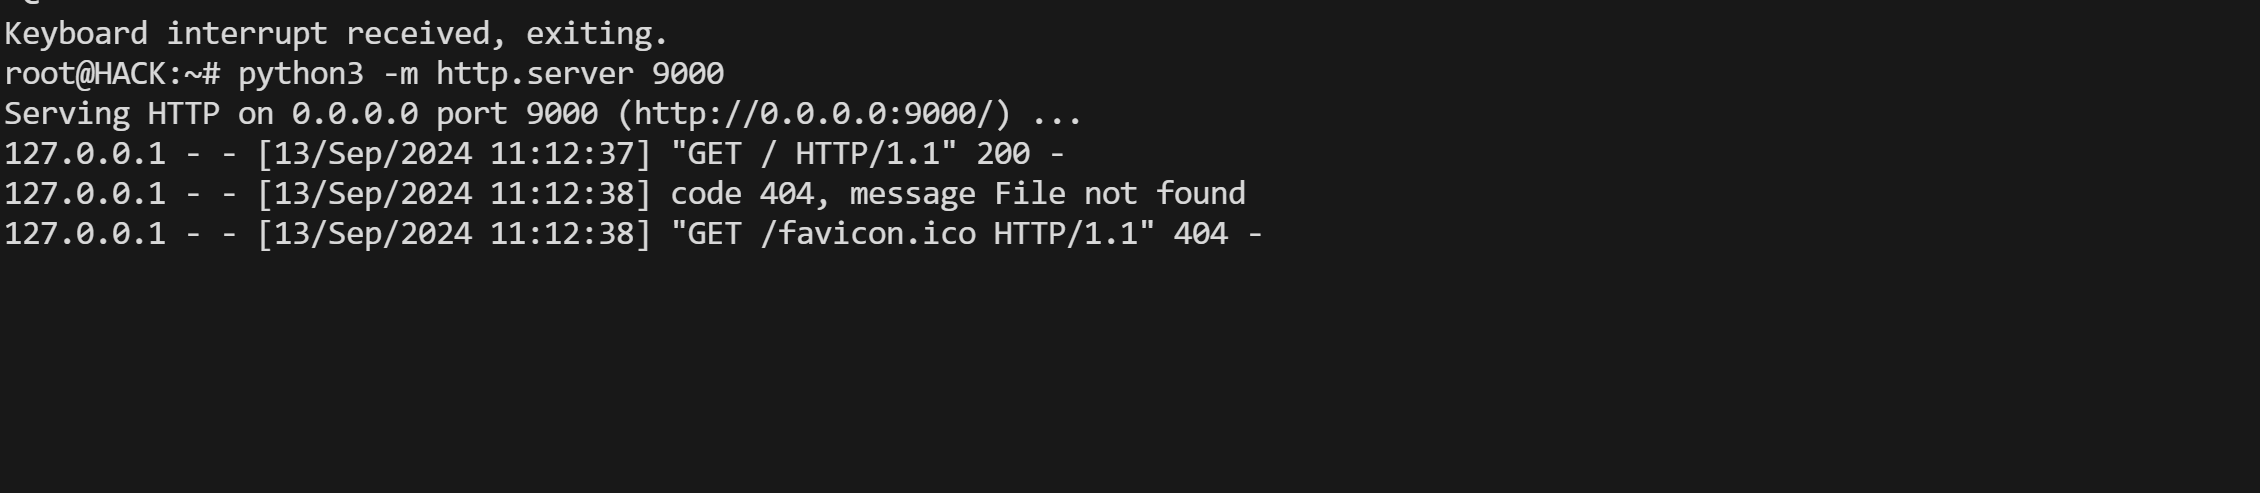 Keyboard interrupt received, exiting.
root@HACK:~# python3 -m http.server 9000
Serving HTTP on 0.0.0.0 port 9000 (http://0.0.0.0:9000/) ...
127.0.0.1 - - [13/Sep/2024 11:12:37] "GET / HTTP/1.1" 200 -
127.0.0.1 - - [13/Sep/2024 11:12:38] code 404, message File not found
127.0.0.1 - - [13/Sep/2024 11:12:38] "GET /favicon.ico HTTP/1.1" 404 -